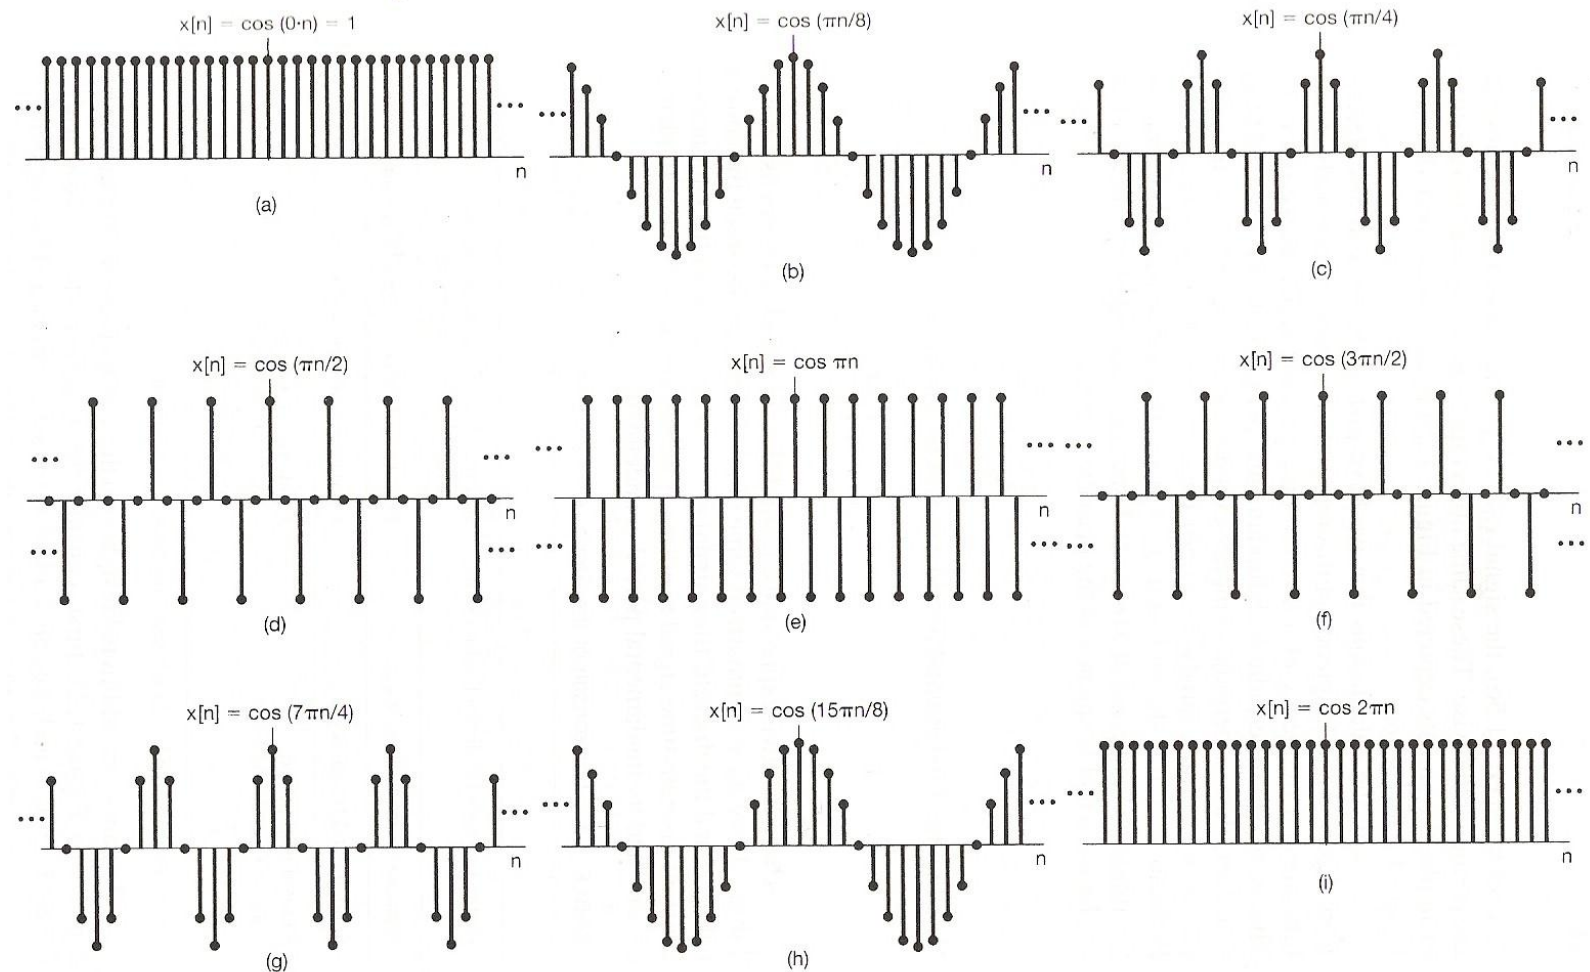 x[n] = cos (0·n) = 1
x[n] = cos (πn/8)
x[n] = cos (πn/4)
...
...
...
...
...
...
n
n
n
(a)
(b)
(c)
x[n] = cos (πn/2)
x[n] = cos πn
x[n] = cos (3πn/2)
...
...
...
...
...
...
n
n
n
...
...
...
...
...
...
(d)
(e)
(f)
x[n] = cos (7πn/4)
x[n] = cos (15πn/8)
x[n] = cos 2πn
...
...
...
...
...
...
n
n
n
(g)
(h)
(i)